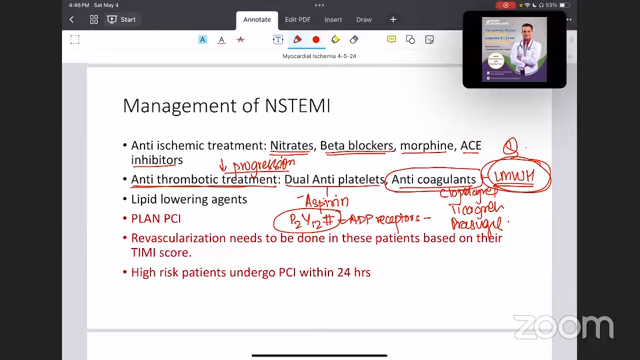 4:46 PM Sat May 4
53%
Start
Annotate Edit PDF Insert Draw
Myocardial Ischemia 4-5-24
Management of NSTEMI
• Anti ischemic treatment: Nitrates, Beta blockers, morphine, ACE
inhibitors
↓ progression
• Anti thrombotic treatment: Dual Anti platelets, Anti coagulants
LMWH
• Lipid lowering agents
- Aspirin
• PLAN PCI
P2Y12 # - ADP receptors -
• Revascularization needs to be done in these patients based on their
TIMI score.
• High risk patients undergo PCI within 24 hrs
zoom